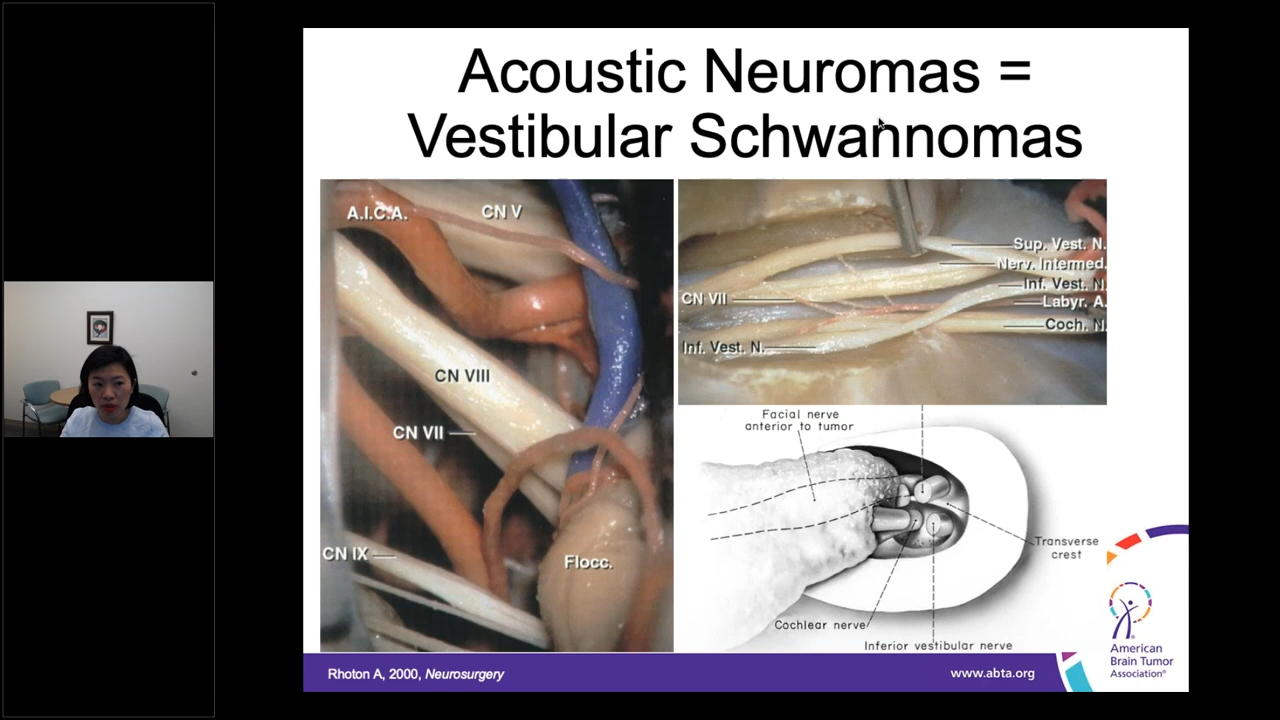 Acoustic Neuromas =
Vestibular Schwannomas
A.I.C.A.
CN V
CN VIII
CN VII
CN IX
Flocc.
Sup. Vest. N.
Nerv. Intermed.
CN VII
Inf. Vest. N.
Labyr. A.
Coch. N.
Inf. Vest. N.
Facial nerve
anterior to tumor
Transverse
crest
Cochlear nerve
Inferior vestibular nerve
American
Brain Tumor
Association®
Rhoton A, 2000, Neurosurgery
www.abta.org